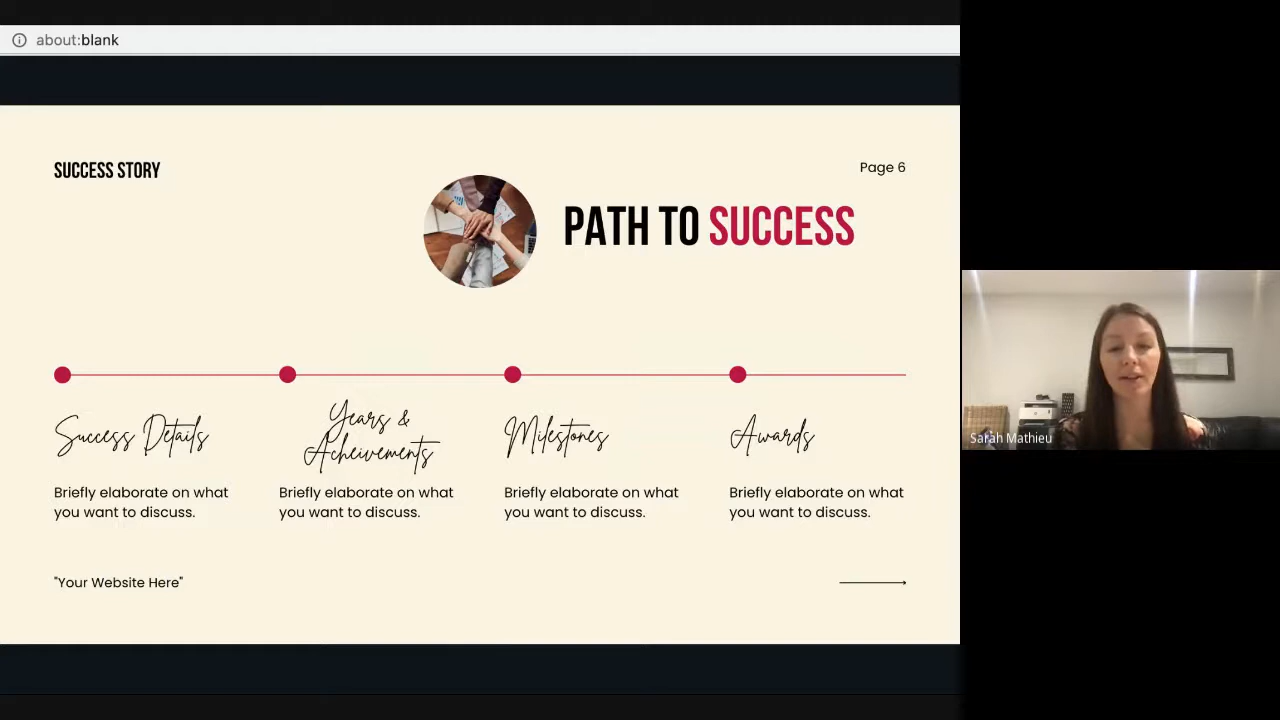 about:blank
SUCCESS STORY
Page 6
PATH TO SUCCESS
Success Details
Years &
Acheivements
Milestones
Awards
Briefly elaborate on what
you want to discuss.
Briefly elaborate on what
you want to discuss.
Briefly elaborate on what
you want to discuss.
Briefly elaborate on what
you want to discuss.
"Your Website Here"
Sarah Mathieu